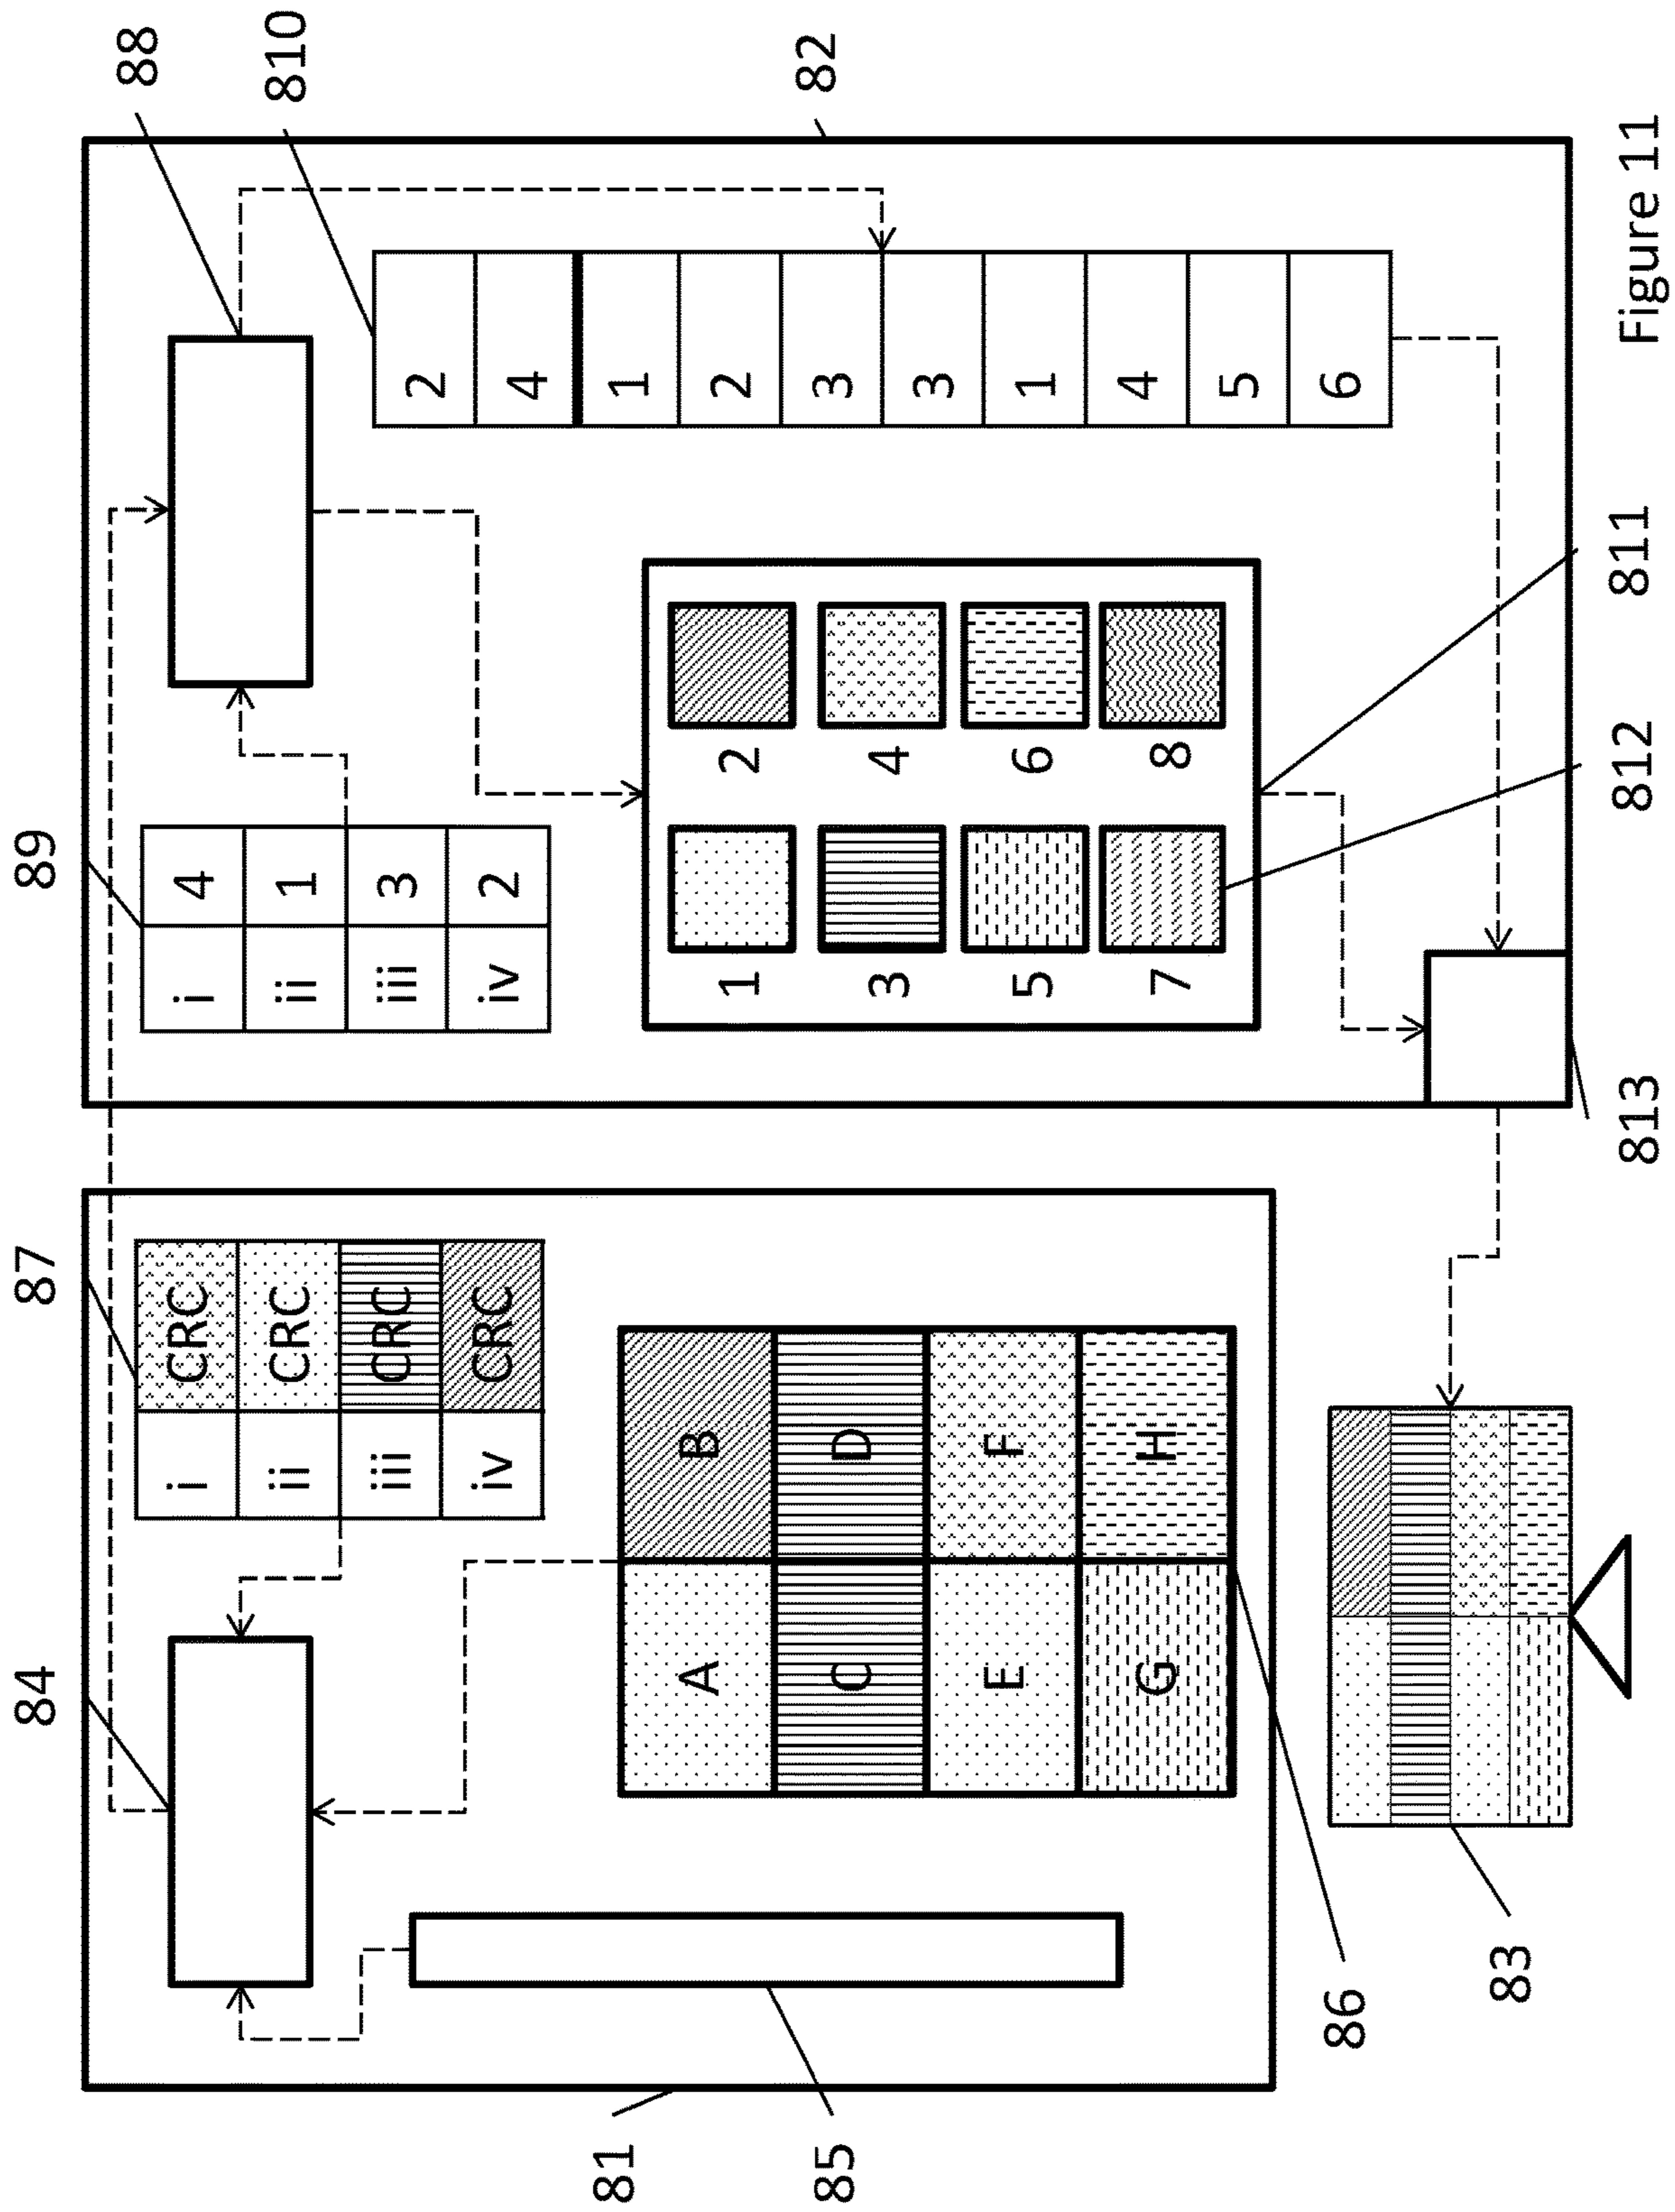 84
87
89
88
810
i CRC
ii CRC
iii CRC
iv CRC
i 4
ii 1
iii 3
iv 2
2
4
1
2
3
3
1
4
5
6
81
85
A B
C D
E F
G H
1 2
3 4
5 6
7 8
82
86
83
813
812
811
Figure 11